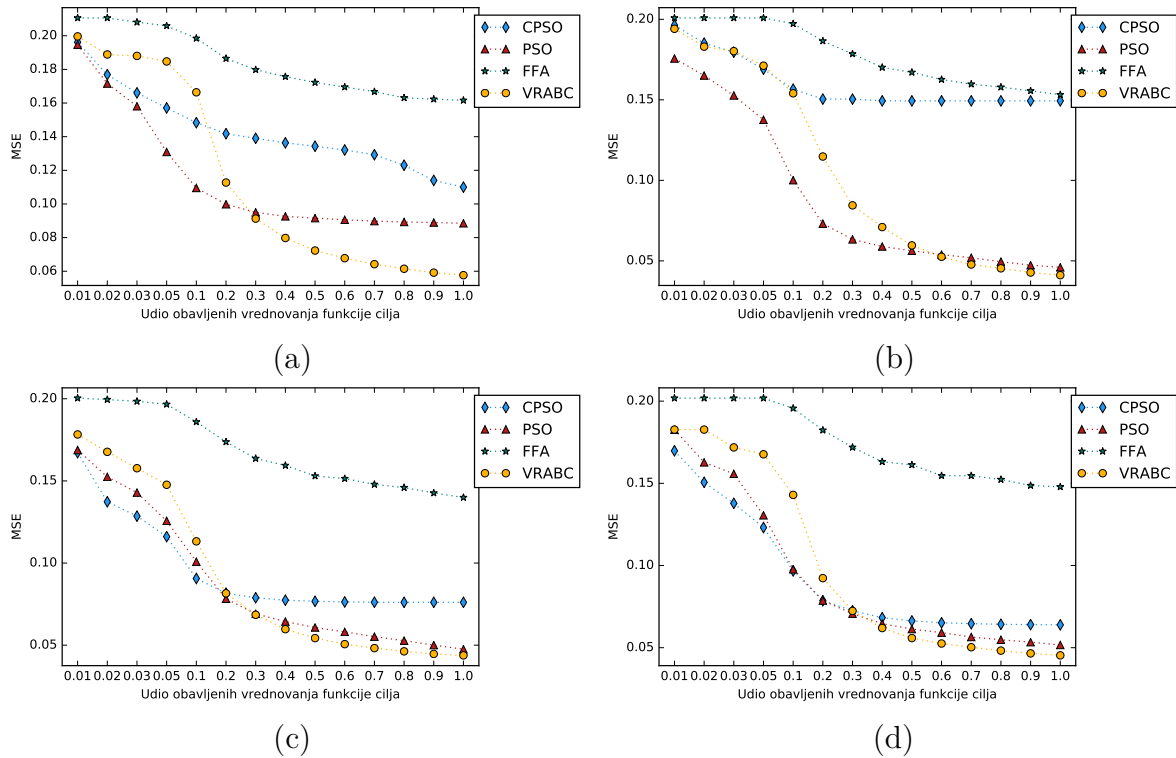 0.20
0.18
0.16
0.14
0.12
0.10
0.08
0.06
MSE
0.01 0.02 0.03 0.05 0.1 0.2 0.3 0.4 0.5 0.6 0.7 0.8 0.9 1.0
Udio obavljenih vrednovanja funkcije cilja
CPSO
PSO
FFA
VRABC
(a)
0.20
0.15
0.10
0.05
MSE
0.01 0.02 0.03 0.05 0.1 0.2 0.3 0.4 0.5 0.6 0.7 0.8 0.9 1.0
Udio obavljenih vrednovanja funkcije cilja
CPSO
PSO
FFA
VRABC
(b)
0.20
0.15
0.10
0.05
MSE
0.01 0.02 0.03 0.05 0.1 0.2 0.3 0.4 0.5 0.6 0.7 0.8 0.9 1.0
Udio obavljenih vrednovanja funkcije cilja
CPSO
PSO
FFA
VRABC
(c)
0.20
0.15
0.10
0.05
MSE
0.01 0.02 0.03 0.05 0.1 0.2 0.3 0.4 0.5 0.6 0.7 0.8 0.9 1.0
Udio obavljenih vrednovanja funkcije cilja
CPSO
PSO
FFA
VRABC
(d)